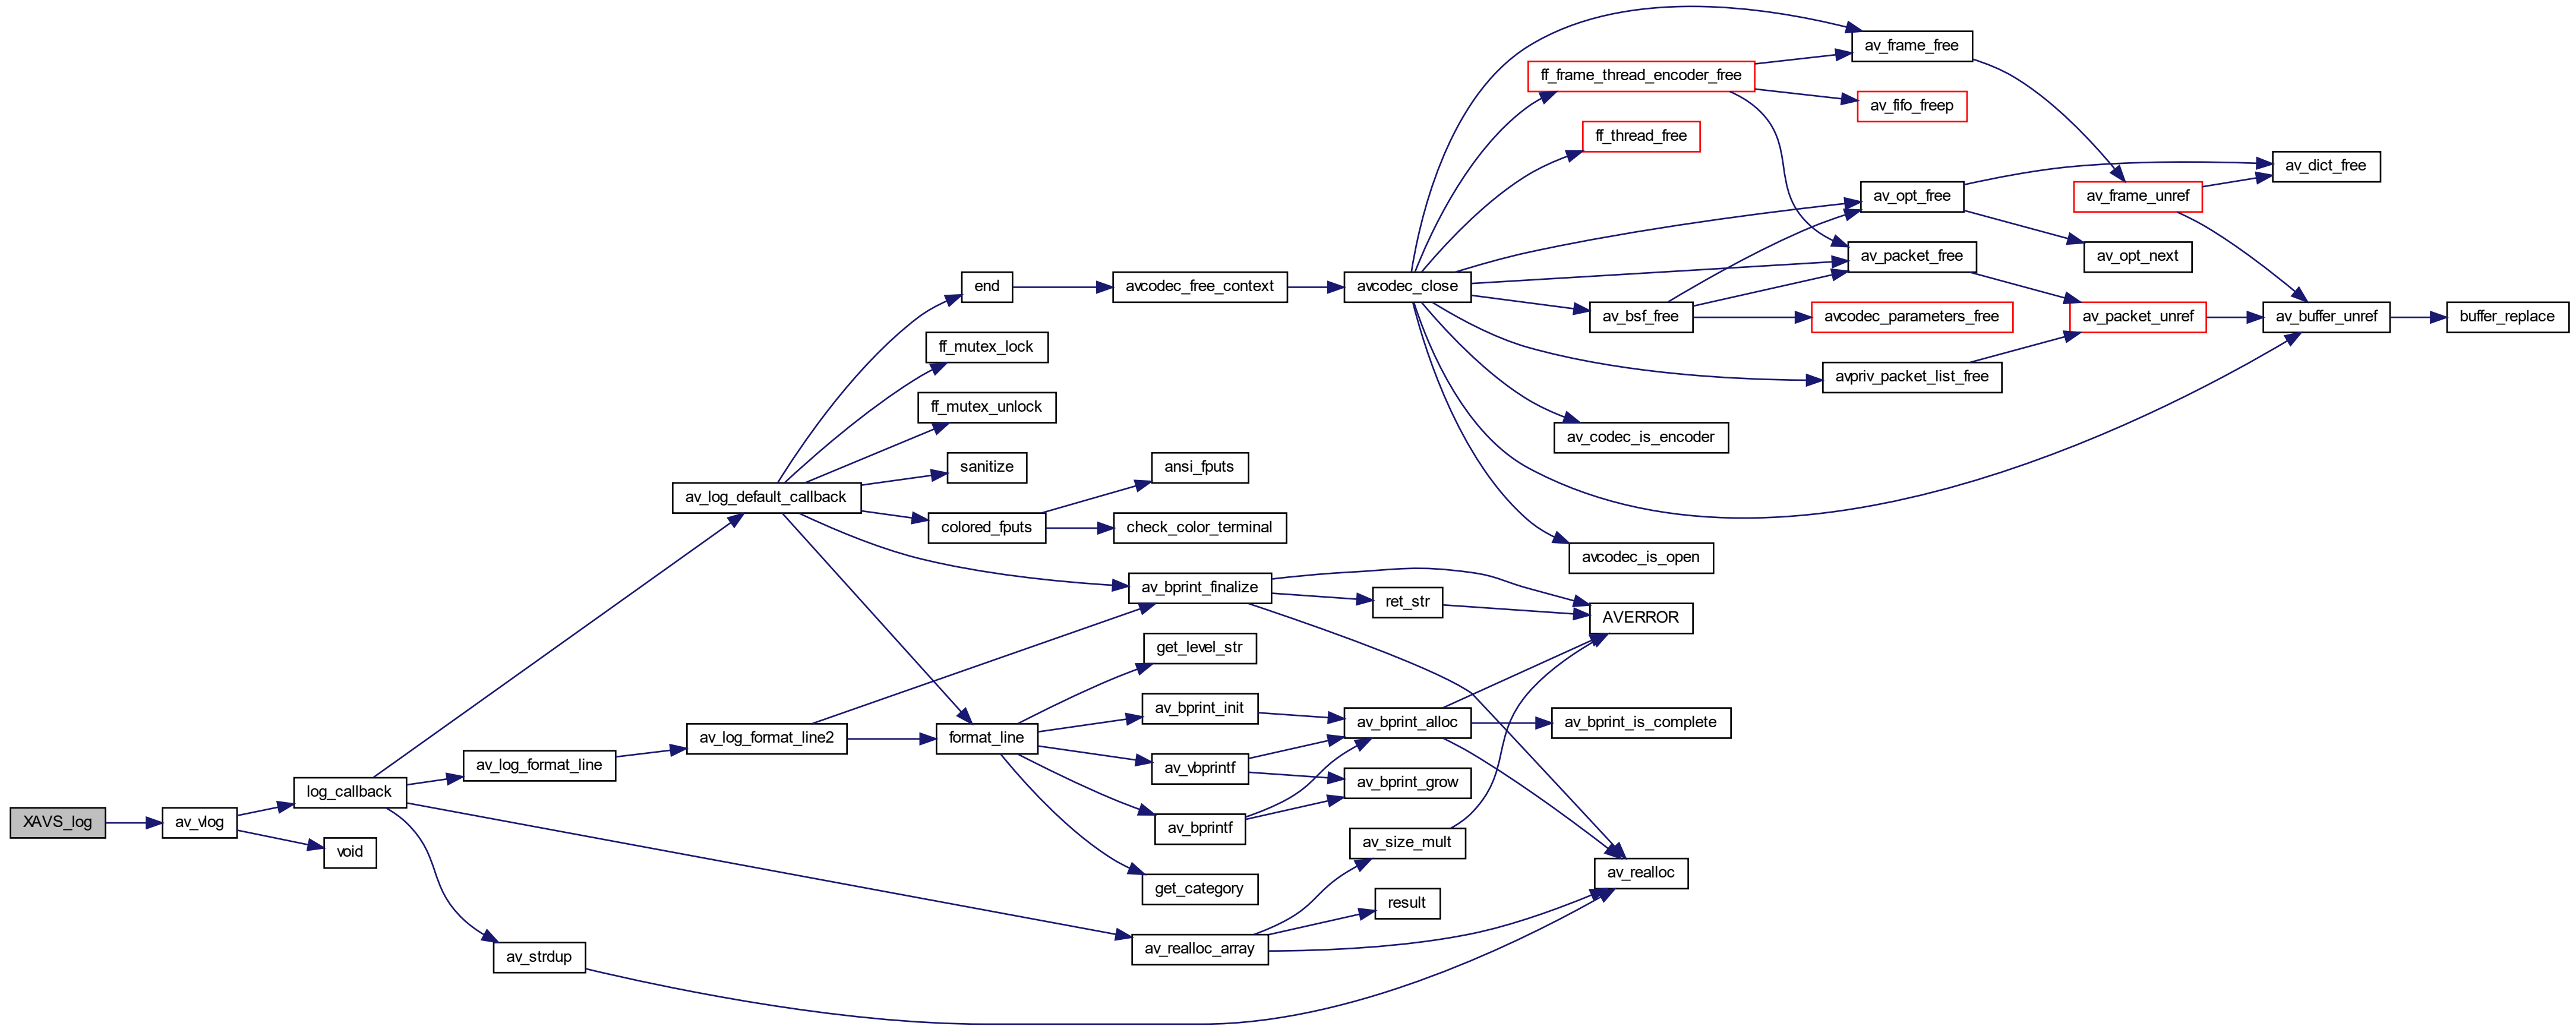 XAVS_log
av_vlog
log_callback
void
av_log_default_callback
av_log_format_line
av_strdup
av_log_format_line2
end
ff_mutex_lock
ff_mutex_unlock
sanitize
colored_fputs
format_line
avcodec_free_context
ansi_fputs
check_color_terminal
av_bprint_finalize
get_level_str
av_bprint_init
av_vbprintf
av_bprintf
get_category
av_realloc_array
avcodec_close
ret_str
av_bprint_alloc
av_bprint_grow
av_size_mult
result
ff_frame_thread_encoder_free
ff_thread_free
av_bsf_free
av_codec_is_encoder
avcodec_is_open
AVERROR
av_bprint_is_complete
av_realloc
av_frame_free
av_fifo_freep
av_opt_free
av_packet_free
avcodec_parameters_free
avpriv_packet_list_free
av_frame_unref
av_opt_next
av_packet_unref
av_dict_free
av_buffer_unref
buffer_replace